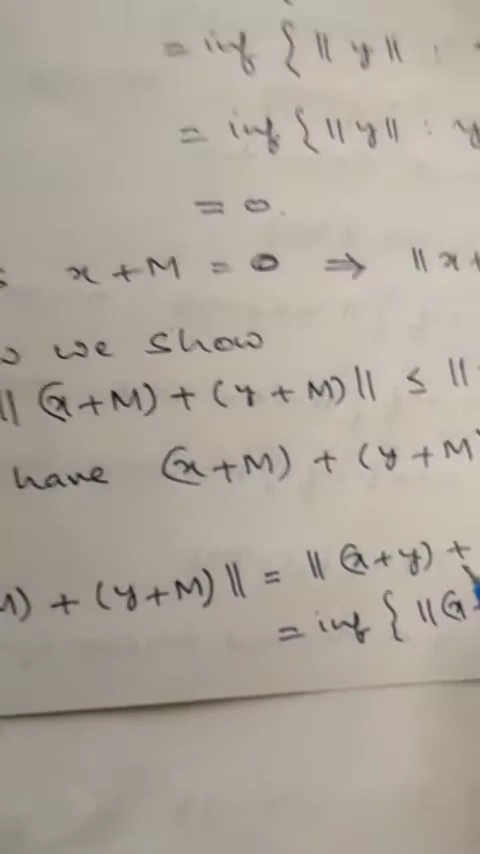 = inf { || y || :
= inf { || y || : y
= 0.
x + M = 0 ⇒ || x +
we show
|| (x + M) + (y + M) || ≤ ||
have (x + M) + (y + M)
M) + (y + M) || = || (x + y) +
= inf { || (x